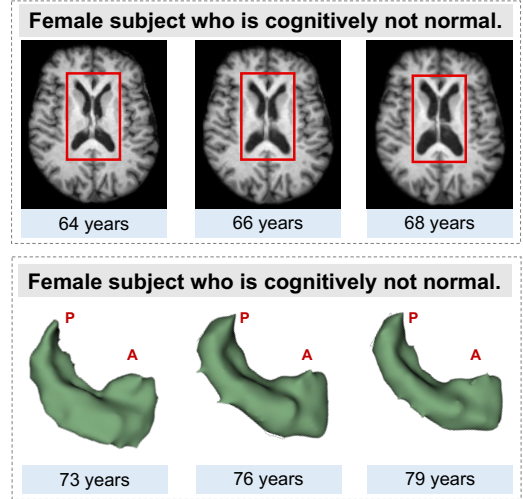 Female subject who is cognitively not normal.
64 years
66 years
68 years
Female subject who is cognitively not normal.
P
A
P
A
P
A
73 years
76 years
79 years